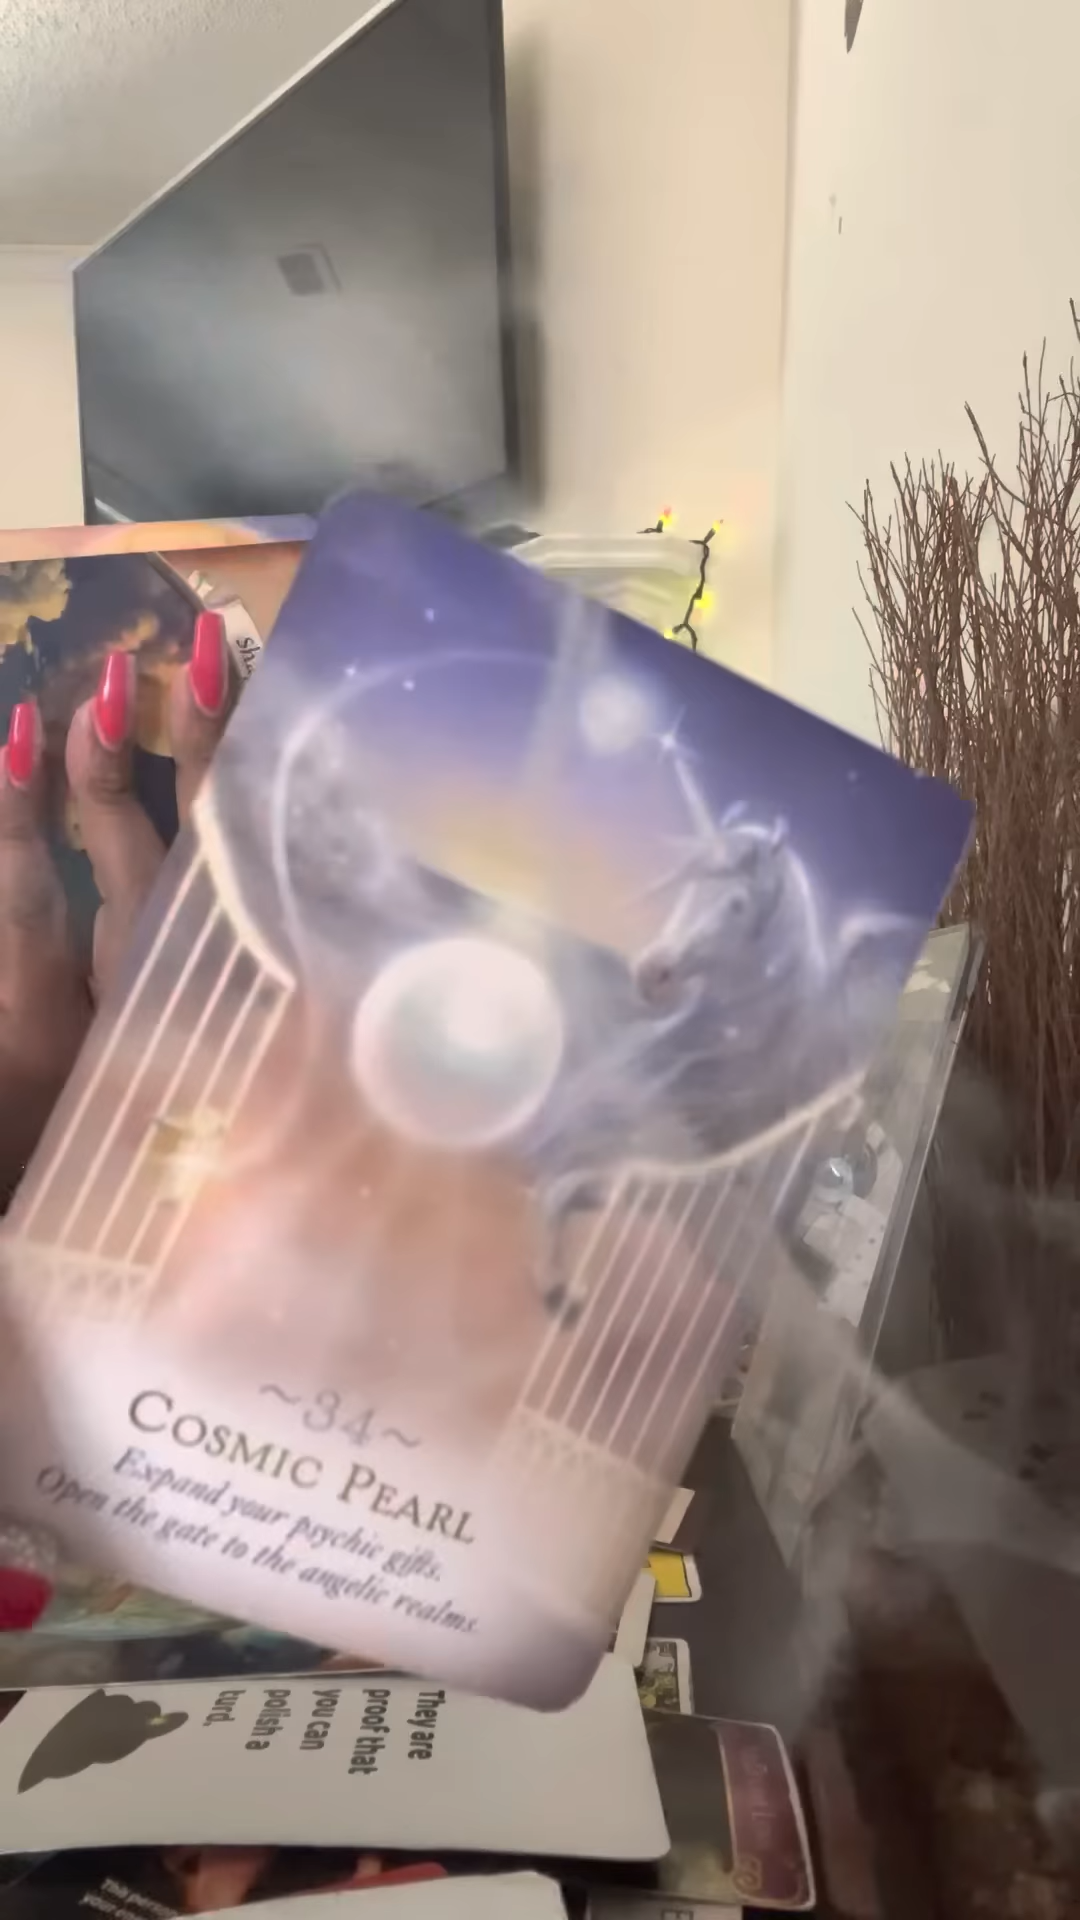 ~34~
COSMIC PEARL
Expand your psychic gifts.
Open the gate to the angelic realms.
They are
proof that
you can
polish a
turd.